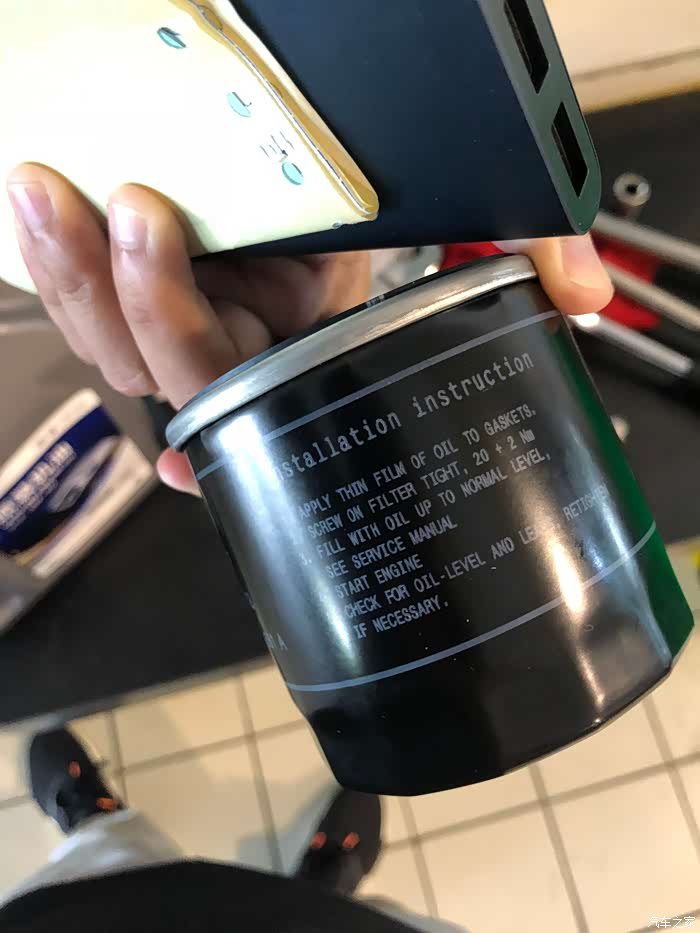 nstallation instruction
APPLY THIN FILM OF OIL TO GASKETS.
SCREW ON FILTER TIGHT, 20 + 2 Nm
3. FILL WITH OIL UP TO NORMAL LEVEL,
SEE SERVICE MANUAL
START ENGINE
CHECK FOR OIL-LEVEL AND LEA RETIGHTEN
IF NECESSARY.
A
汽车之家